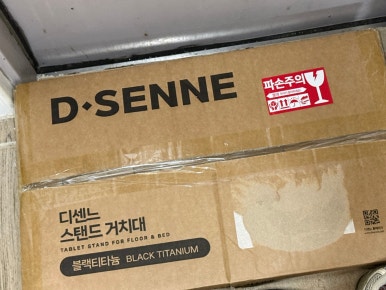 D·SENNE
파손주의
디센느
스탠드 거치대
TABLET STAND FOR FLOOR & BED
블랙티타늄 BLACK TITANIUM